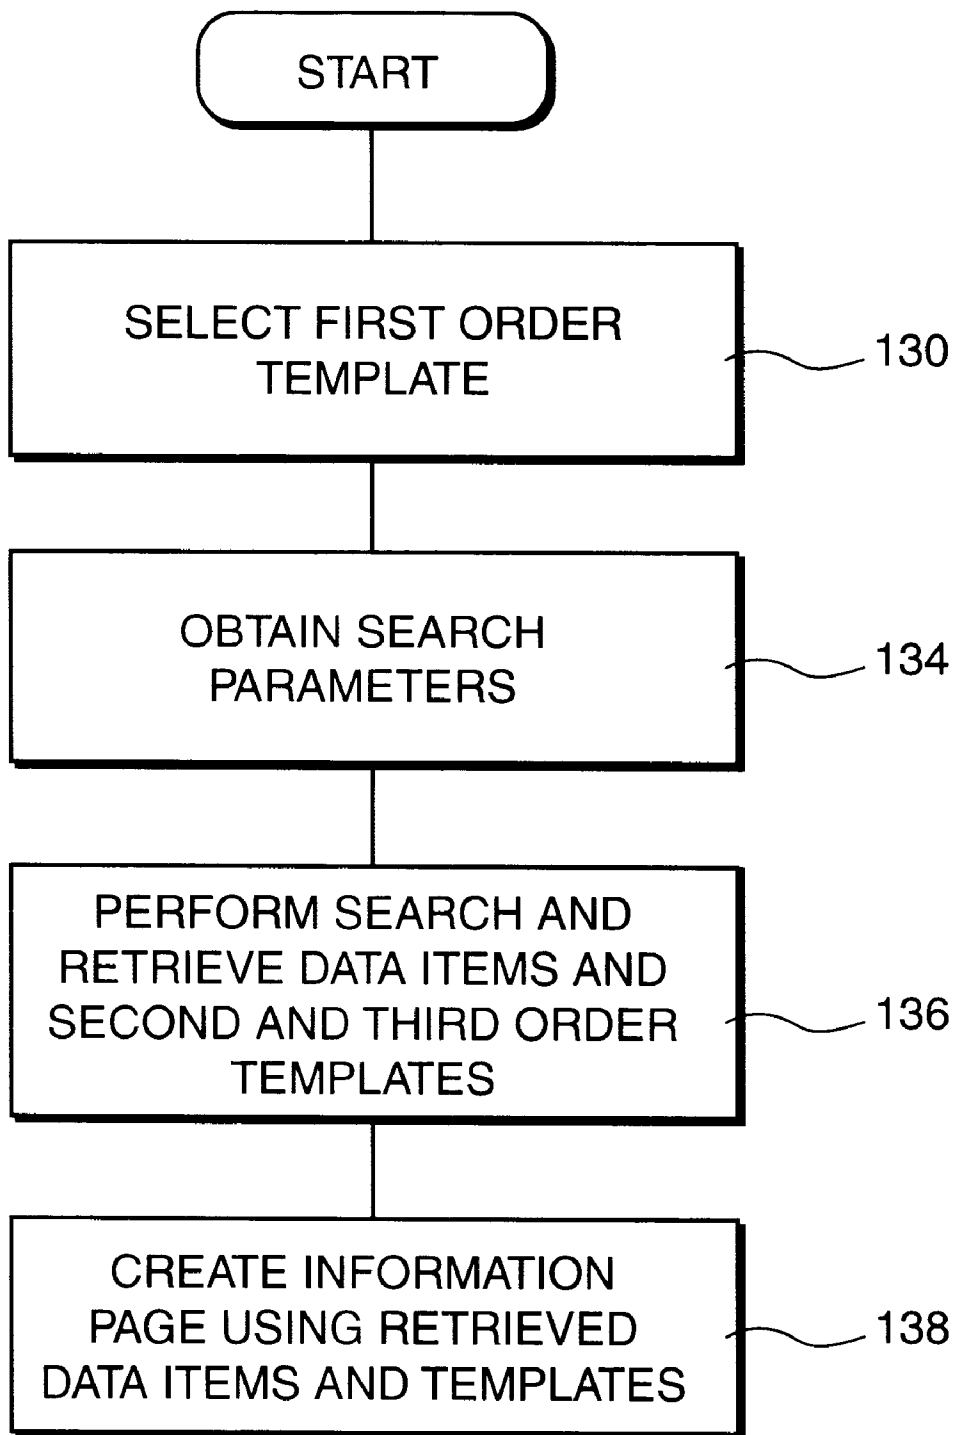 START
SELECT FIRST ORDER
TEMPLATE
130
OBTAIN SEARCH
PARAMETERS
134
PERFORM SEARCH AND
RETRIEVE DATA ITEMS AND
SECOND AND THIRD ORDER
TEMPLATES
136
CREATE INFORMATION
PAGE USING RETRIEVED
DATA ITEMS AND TEMPLATES
138